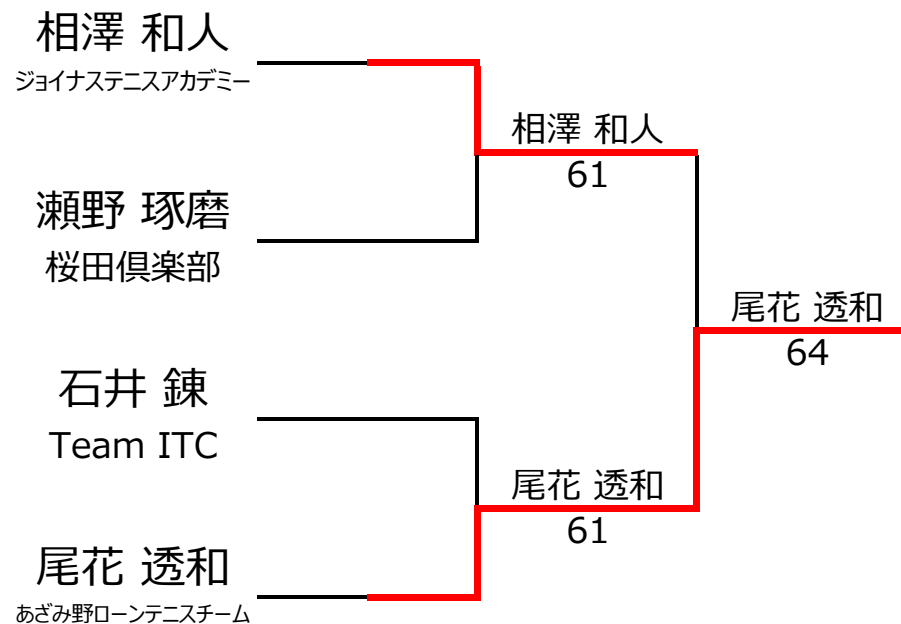 相澤 和人
ジョイナステニスアカデミー
相澤 和人
61
瀬野 琢磨
桜田倶楽部
尾花 透和
64
石井 錬
Team ITC
尾花 透和
61
尾花 透和
あざみ野ローンテニスチーム